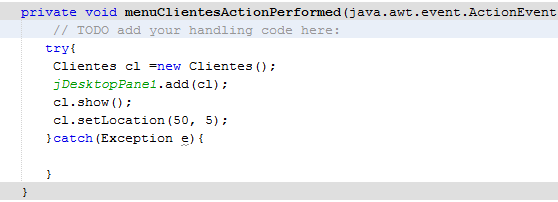 private void menuClientesActionPerformed(java.awt.event.ActionEvent
// TODO add your handling code here:
try{
Clientes cl =new Clientes();
jDesktopPane1.add(cl);
cl.show();
cl.setLocation(50, 5);
}catch(Exception e){
}
}